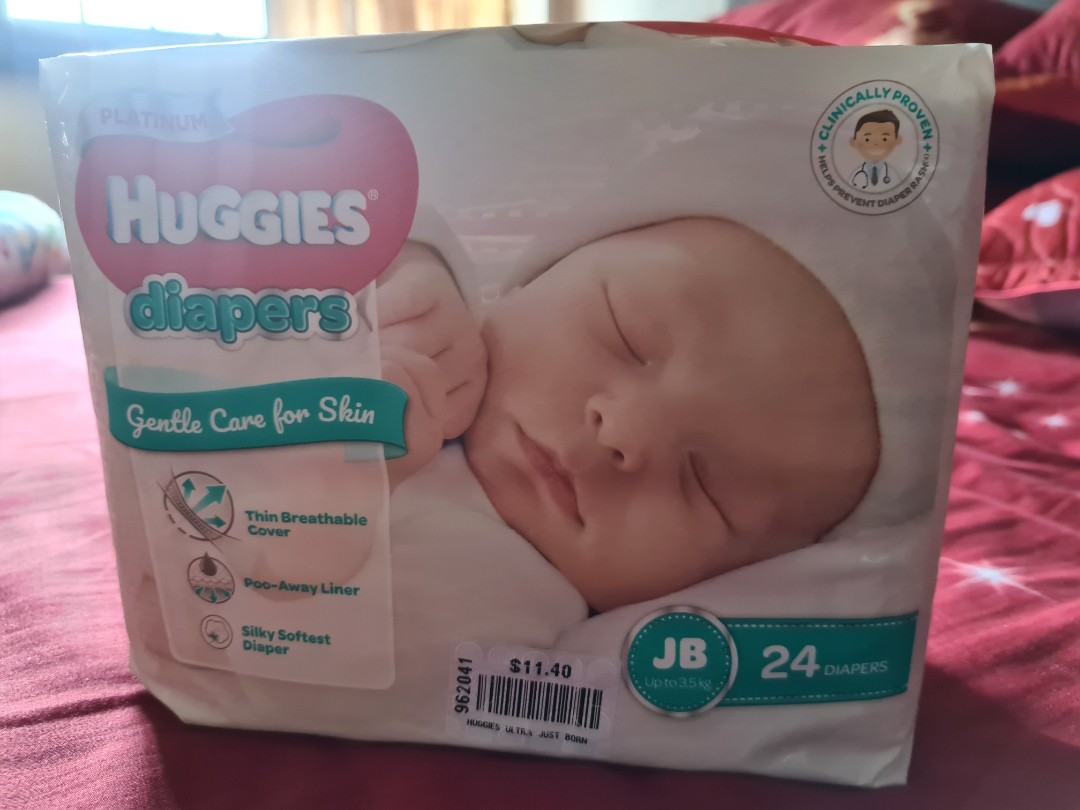 PLATINUM
HUGGIES®
diapers
Gentle Care for Skin
Thin Breathable
Cover
Poo-Away Liner
Silky Softest
Diaper
+ CLINICALLY PROVEN +
HELPS PREVENT DIAPER RASH
JB
Up to 3.5 kg
24 DIAPERS
962041
$11.40
HUGGIES ULTRA JUST BORN